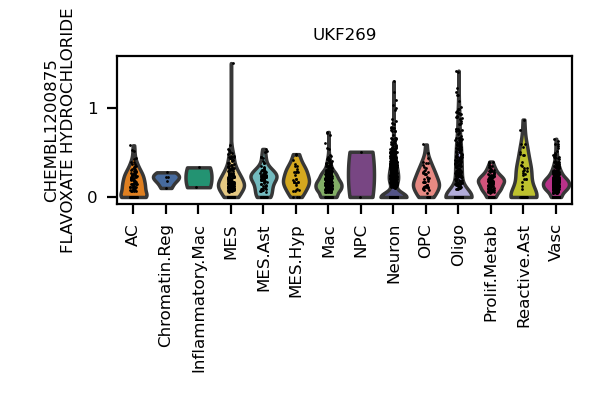 UKF269
CHEMBL1200875
FLAVOXATE HYDROCHLORIDE
1
0
AC
Chromatin.Reg
Inflammatory.Mac
MES
MES.Ast
MES.Hyp
Mac
NPC
Neuron
OPC
Oligo
Prolif.Metab
Reactive.Ast
Vasc